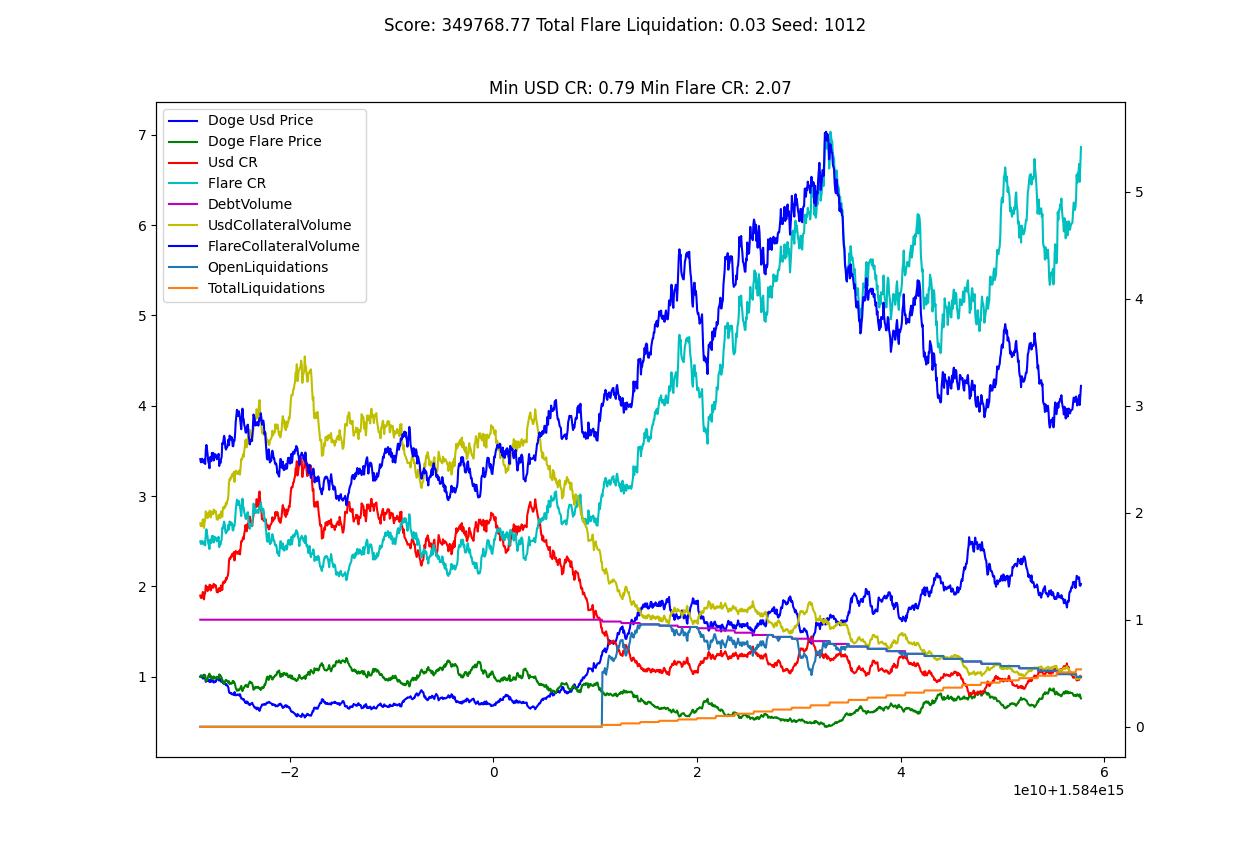 Score: 349768.77 Total Flare Liquidation: 0.03 Seed: 1012
Min USD CR: 0.79 Min Flare CR: 2.07
Doge Usd Price
Doge Flare Price
Usd CR
Flare CR
DebtVolume
UsdCollateralVolume
FlareCollateralVolume
OpenLiquidations
TotalLiquidations
7
6
5
4
3
2
1
5
4
3
2
1
0
−2 0 2 4 6
1e10+1.584e15